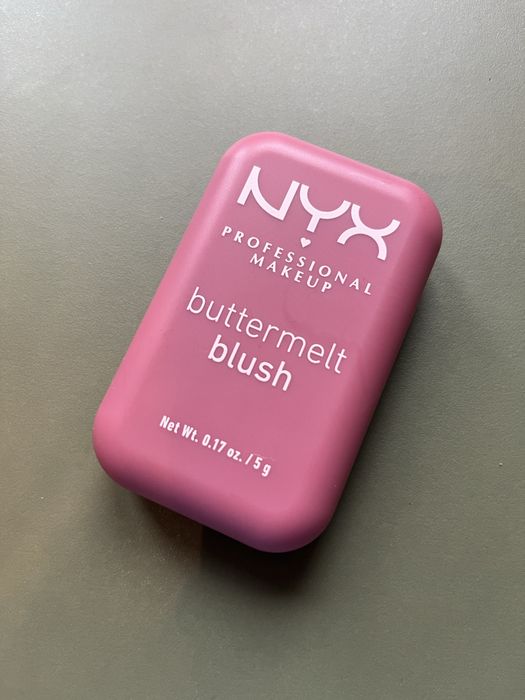 NYX
PROFESSIONAL
MAKEUP
buttermelt
blush
Net Wt. 0.17 oz. / 5 g